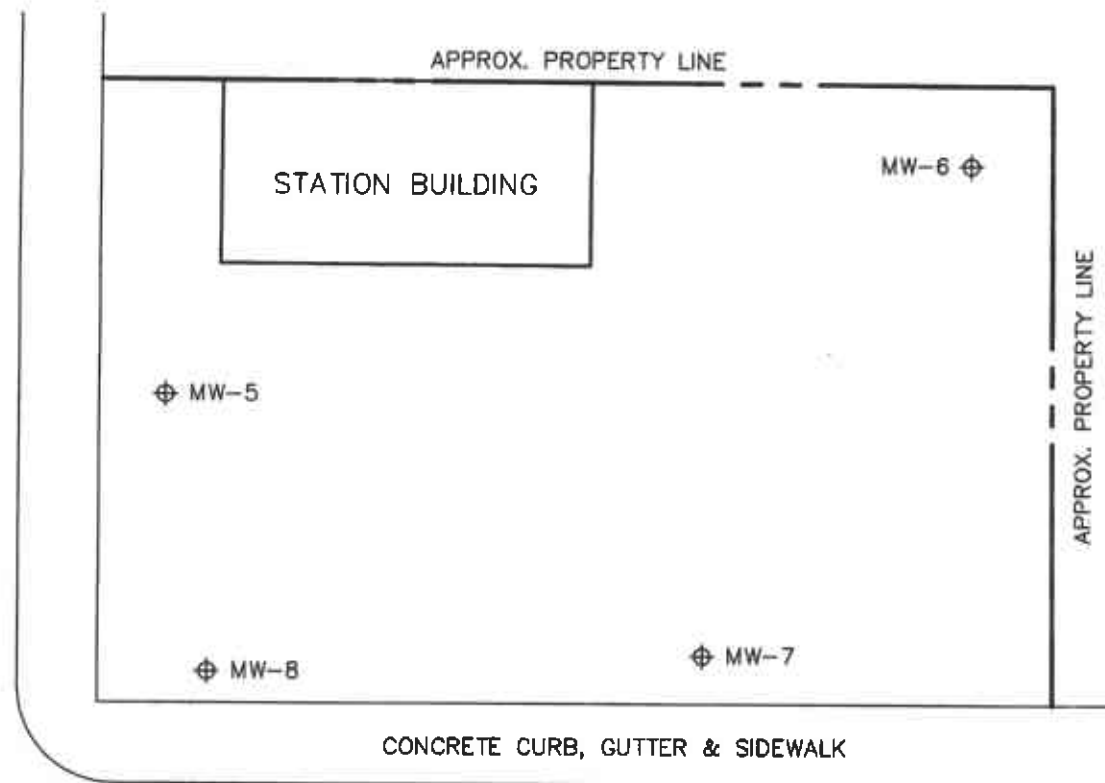 APPROX. PROPERTY LINE
STATION BUILDING
MW-6
APPROX. PROPERTY LINE
MW-5
MW-8
MW-7
CONCRETE CURB, GUTTER & SIDEWALK